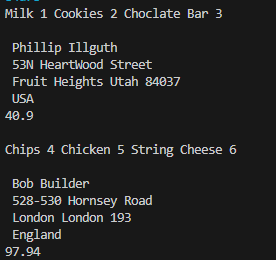 Milk 1 Cookies 2 Choclate Bar 3
Phillip Illguth
53N HeartWood Street
Fruit Heights Utah 84037
USA
40.9
Chips 4 Chicken 5 String Cheese 6
Bob Builder
528-530 Hornsey Road
London London 193
England
97.94